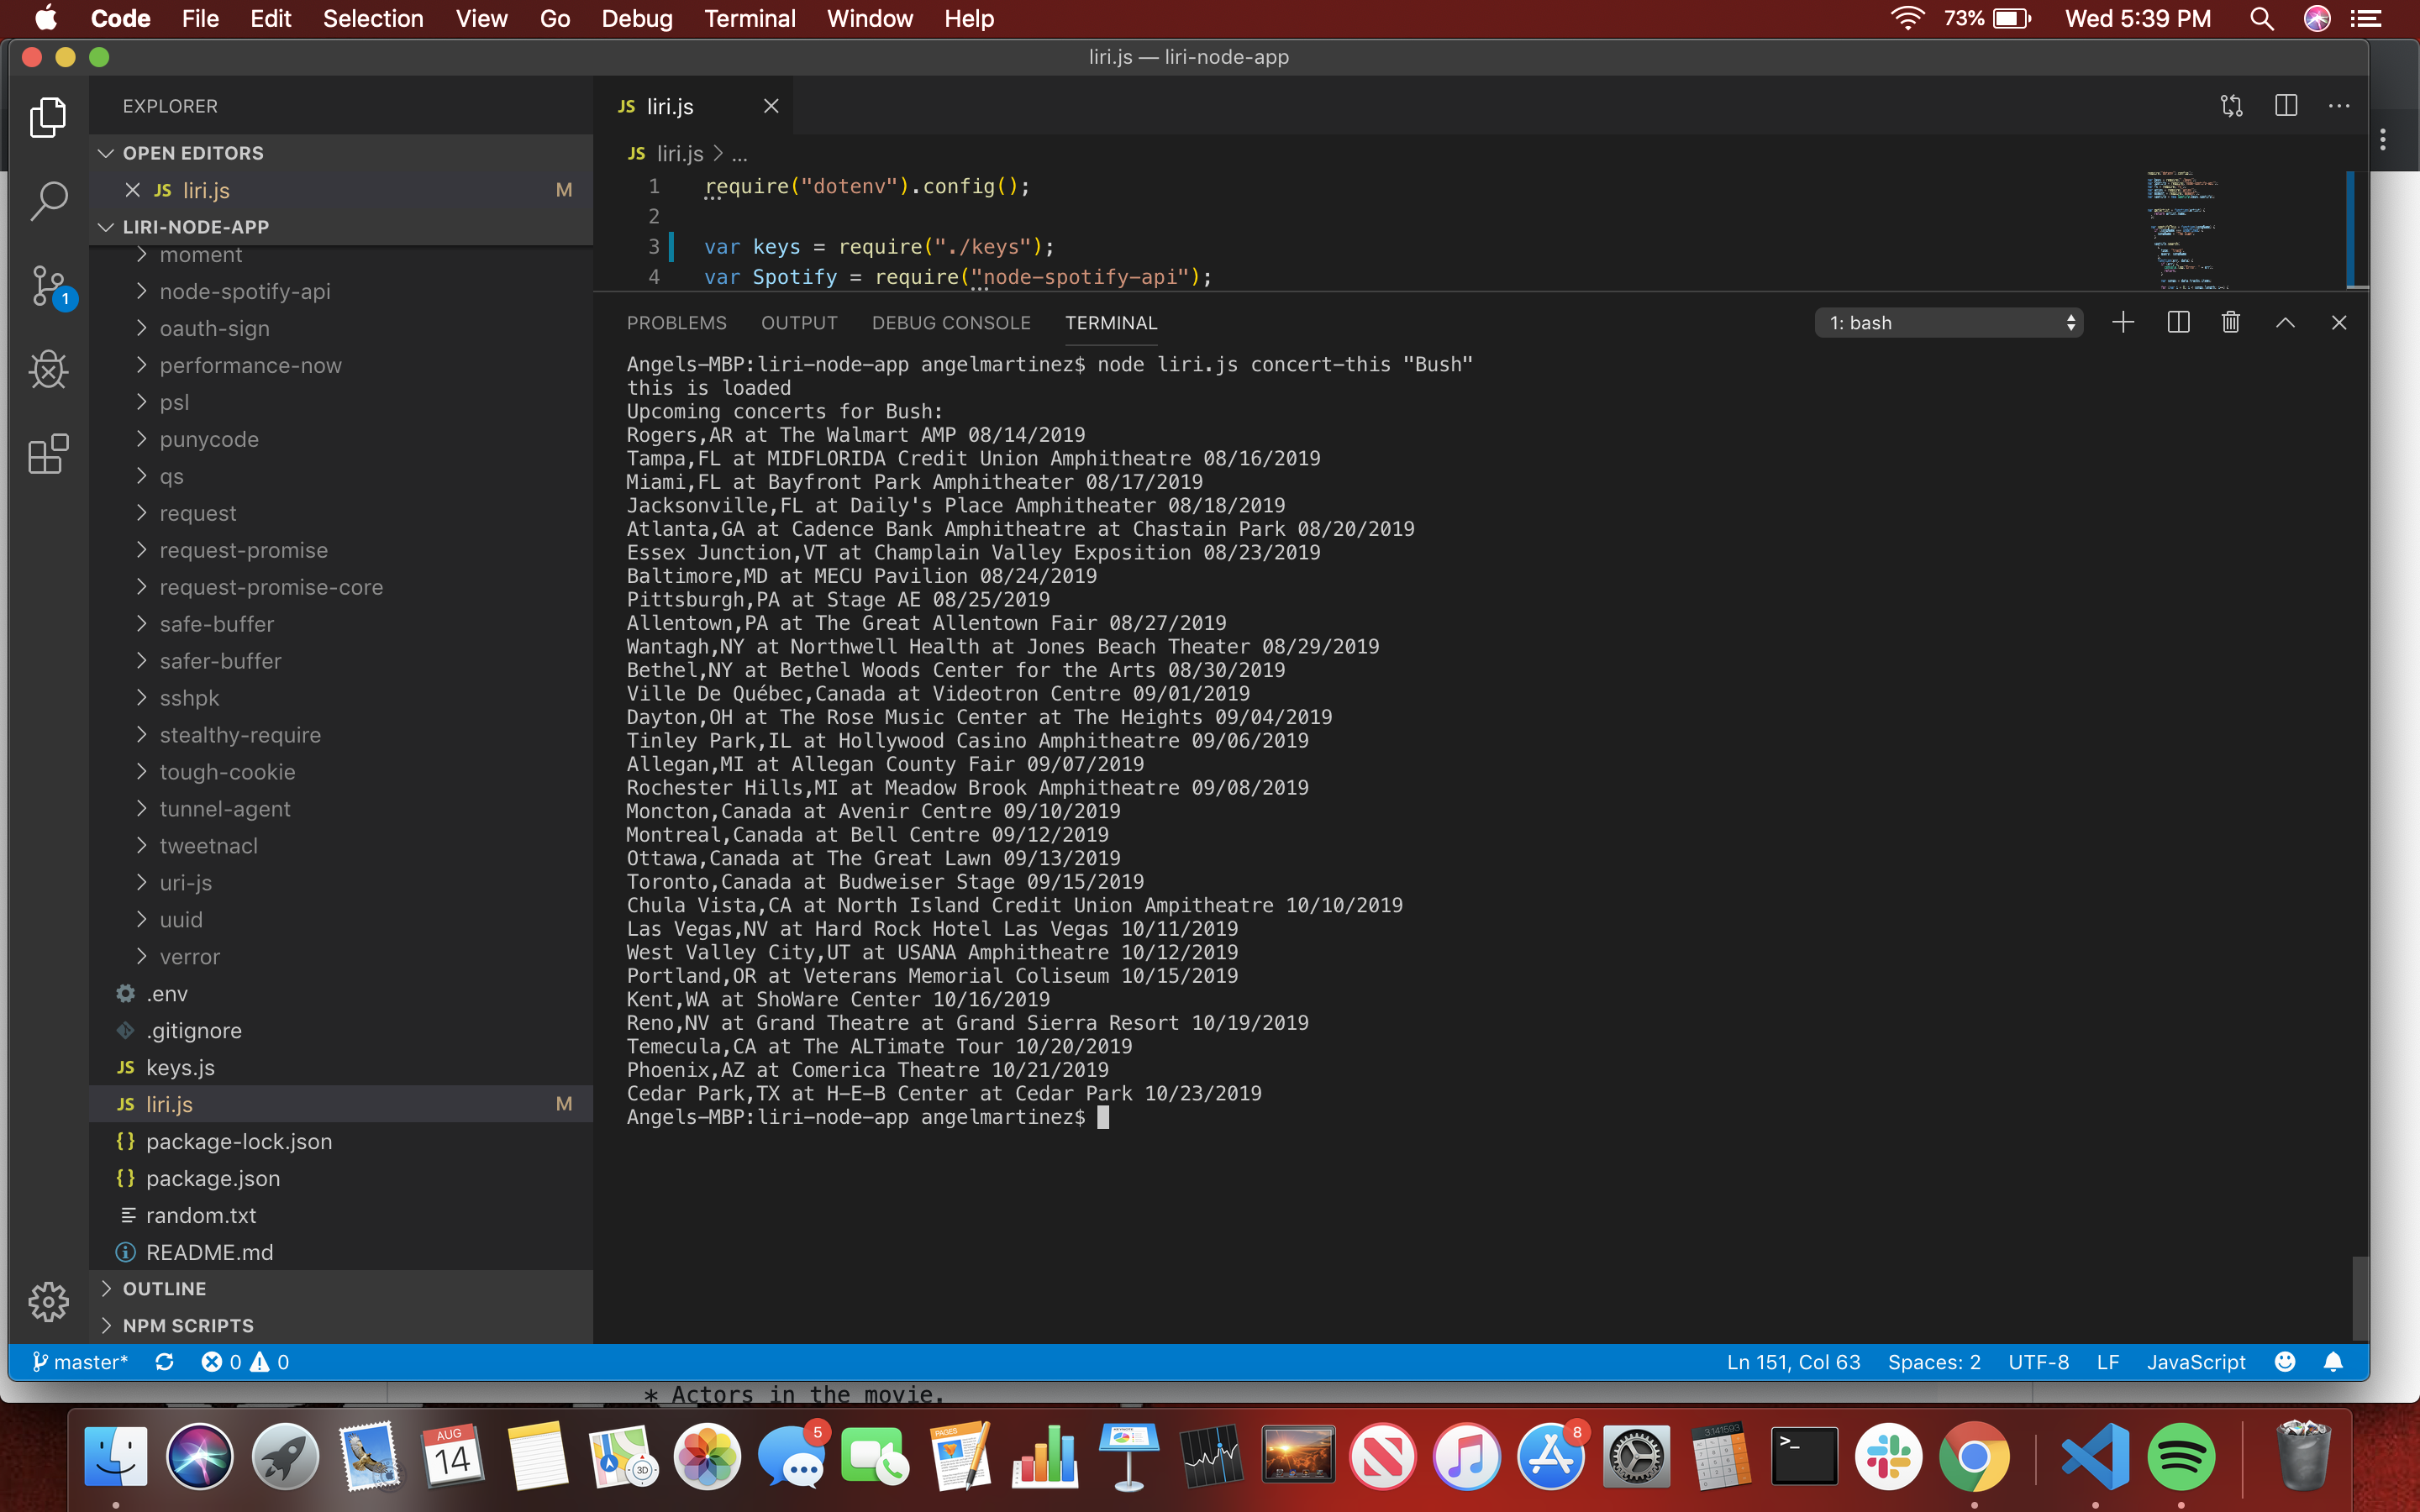 Code File Edit Selection View Go Debug Terminal Window Help 73% Wed 5:39 PM
liri.js — liri-node-app
EXPLORER
OPEN EDITORS
JS liri.js M
LIRI-NODE-APP
moment
node-spotify-api
oauth-sign
performance-now
psl
punycode
qs
request
request-promise
request-promise-core
safe-buffer
safer-buffer
sshpk
stealthy-require
tough-cookie
tunnel-agent
tweetnacl
uri-js
uuid
verror
.env
.gitignore
JS keys.js
JS liri.js M
{} package-lock.json
{} package.json
random.txt
README.md
OUTLINE
NPM SCRIPTS
JS liri.js
JS liri.js > ...
1 require("dotenv").config();
2
3 var keys = require("./keys");
4 var Spotify = require("node-spotify-api");
PROBLEMS OUTPUT DEBUG CONSOLE TERMINAL 1: bash
Angels-MBP:liri-node-app angelmartinez$ node liri.js concert-this "Bush"
this is loaded
Upcoming concerts for Bush:
Rogers,AR at The Walmart AMP 08/14/2019
Tampa,FL at MIDFLORIDA Credit Union Amphitheatre 08/16/2019
Miami,FL at Bayfront Park Amphitheater 08/17/2019
Jacksonville,FL at Daily's Place Amphitheater 08/18/2019
Atlanta,GA at Cadence Bank Amphitheatre at Chastain Park 08/20/2019
Essex Junction,VT at Champlain Valley Exposition 08/23/2019
Baltimore,MD at MECU Pavilion 08/24/2019
Pittsburgh,PA at Stage AE 08/25/2019
Allentown,PA at The Great Allentown Fair 08/27/2019
Wantagh,NY at Northwell Health at Jones Beach Theater 08/29/2019
Bethel,NY at Bethel Woods Center for the Arts 08/30/2019
Ville De Québec,Canada at Videotron Centre 09/01/2019
Dayton,OH at The Rose Music Center at The Heights 09/04/2019
Tinley Park,IL at Hollywood Casino Amphitheatre 09/06/2019
Allegan,MI at Allegan County Fair 09/07/2019
Rochester Hills,MI at Meadow Brook Amphitheatre 09/08/2019
Moncton,Canada at Avenir Centre 09/10/2019
Montreal,Canada at Bell Centre 09/12/2019
Ottawa,Canada at The Great Lawn 09/13/2019
Toronto,Canada at Budweiser Stage 09/15/2019
Chula Vista,CA at North Island Credit Union Ampitheatre 10/10/2019
Las Vegas,NV at Hard Rock Hotel Las Vegas 10/11/2019
West Valley City,UT at USANA Amphitheatre 10/12/2019
Portland,OR at Veterans Memorial Coliseum 10/15/2019
Kent,WA at ShoWare Center 10/16/2019
Reno,NV at Grand Theatre at Grand Sierra Resort 10/19/2019
Temecula,CA at The ALTimate Tour 10/20/2019
Phoenix,AZ at Comerica Theatre 10/21/2019
Cedar Park,TX at H-E-B Center at Cedar Park 10/23/2019
Angels-MBP:liri-node-app angelmartinez$
1
master* 0 0 Ln 151, Col 63 Spaces: 2 UTF-8 LF JavaScript
* Actors in the movie.
AUG
14
3D
5
PAGES
8
3.141593
>_